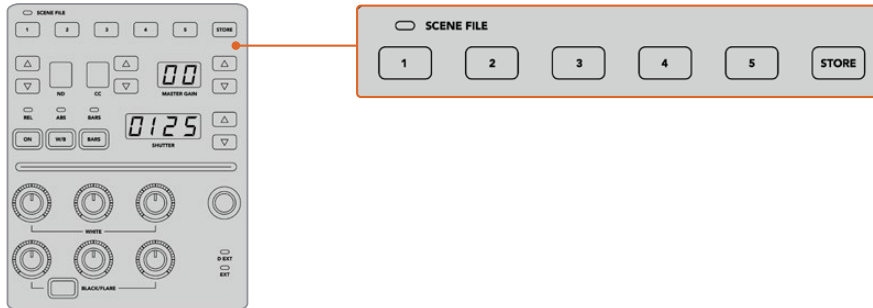 SCENE FILE
1 2 3 4 5 STORE
ND CC 00 MASTER GAIN
REL ABS BARS
ON W/B BARS
0125
SHUTTER
WHITE
D EXT
EXT
BLACK/FLARE
SCENE FILE
1 2 3 4 5 STORE